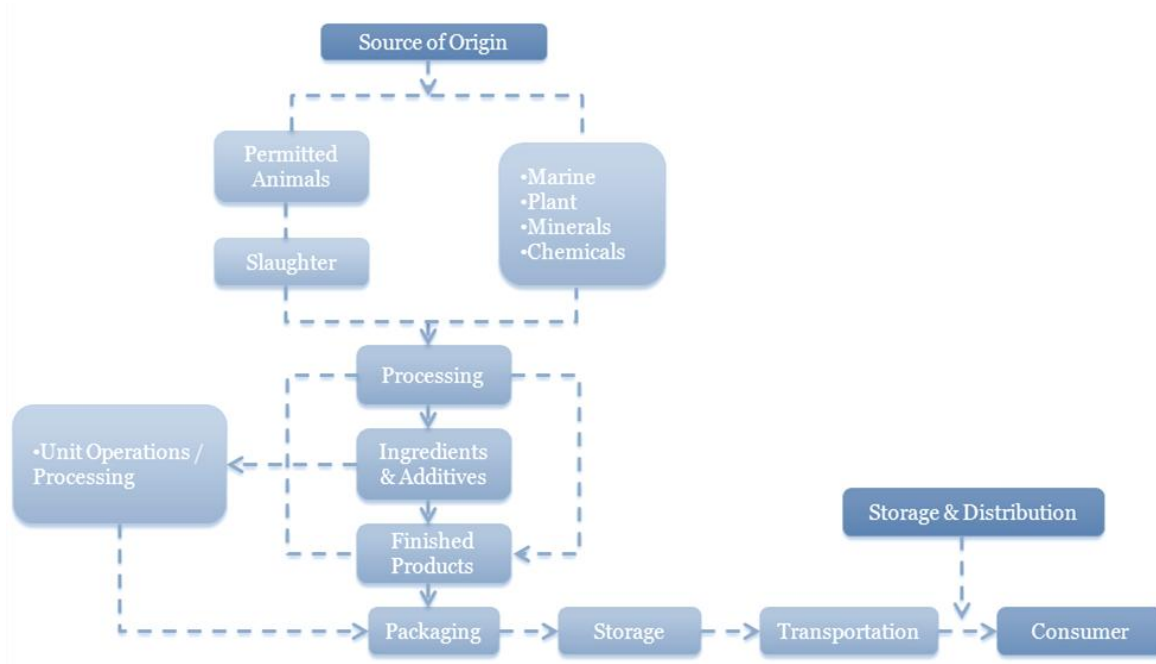 Source of Origin
Permitted
Animals
•Marine
•Plant
•Minerals
•Chemicals
Slaughter
Processing
•Unit Operations /
Processing
Ingredients
& Additives
Storage & Distribution
Finished
Products
Packaging
Storage
Transportation
Consumer